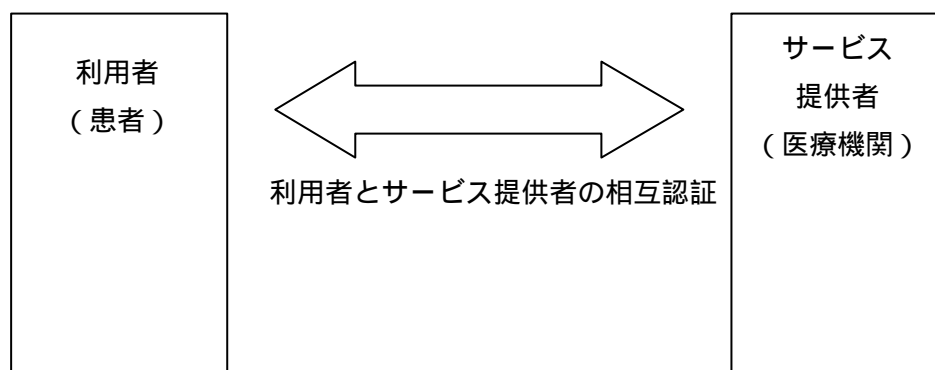 利用者
(患者)
サービス
提供者
(医療機関)
利用者とサービス提供者の相互認証